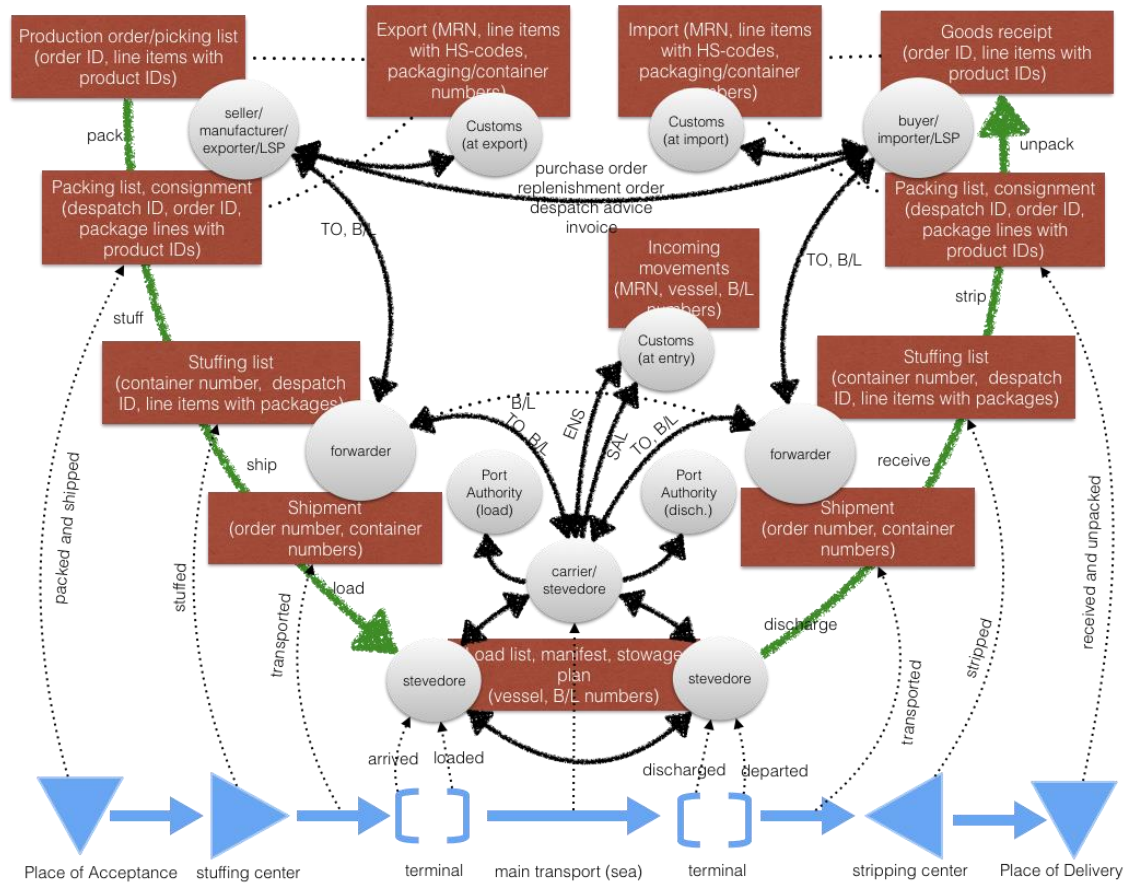 Production order/picking list
(order ID, line items with
product IDs)
Export (MRN, line items
with HS-codes,
packaging/container
numbers)
Import (MRN, line items
with HS-codes,
packaging/container
numbers)
Goods receipt
(order ID, line items with
product IDs)
seller/
manufacturer/
exporter/LSP
Customs
(at export)
Customs
(at import)
buyer/
importer/LSP
pack
unpack
purchase order
replenishment order
despatch advice
invoice
Packing list, consignment
(despatch ID, order ID,
package lines with
product IDs)
Packing list, consignment
(despatch ID, order ID,
package lines with
product IDs)
TO, B/L
TO, B/L
Incoming
movements
(MRN, vessel, B/L
numbers)
Customs
(at entry)
stuff
strip
Stuffing list
(container number, despatch
ID, line items with packages)
Stuffing list
(container number, despatch
ID, line items with packages)
B/L
TO, B/L
ENS
SAL
TO, B/L
forwarder
forwarder
ship
receive
Port
Authority
(load)
Port
Authority
(disch.)
Shipment
(order number, container
numbers)
Shipment
(order number, container
numbers)
carrier/
stevedore
load
discharge
packed and shipped
stuffed
transported
transported
stripped
received and unpacked
stevedore
oad list, manifest, stowage
plan
(vessel, B/L numbers)
stevedore
arrived
loaded
discharged
departed
Place of Acceptance
stuffing center
terminal
main transport (sea)
terminal
stripping center
Place of Delivery